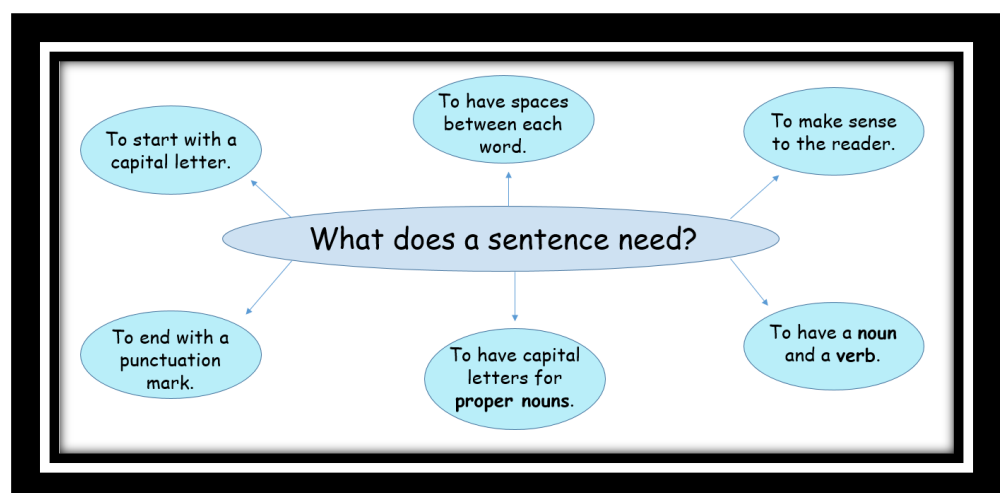 To start with a
capital letter.
To have spaces
between each
word.
To make sense
to the reader.
What does a sentence need?
To end with a
punctuation
mark.
To have capital
letters for
proper nouns.
To have a noun
and a verb.